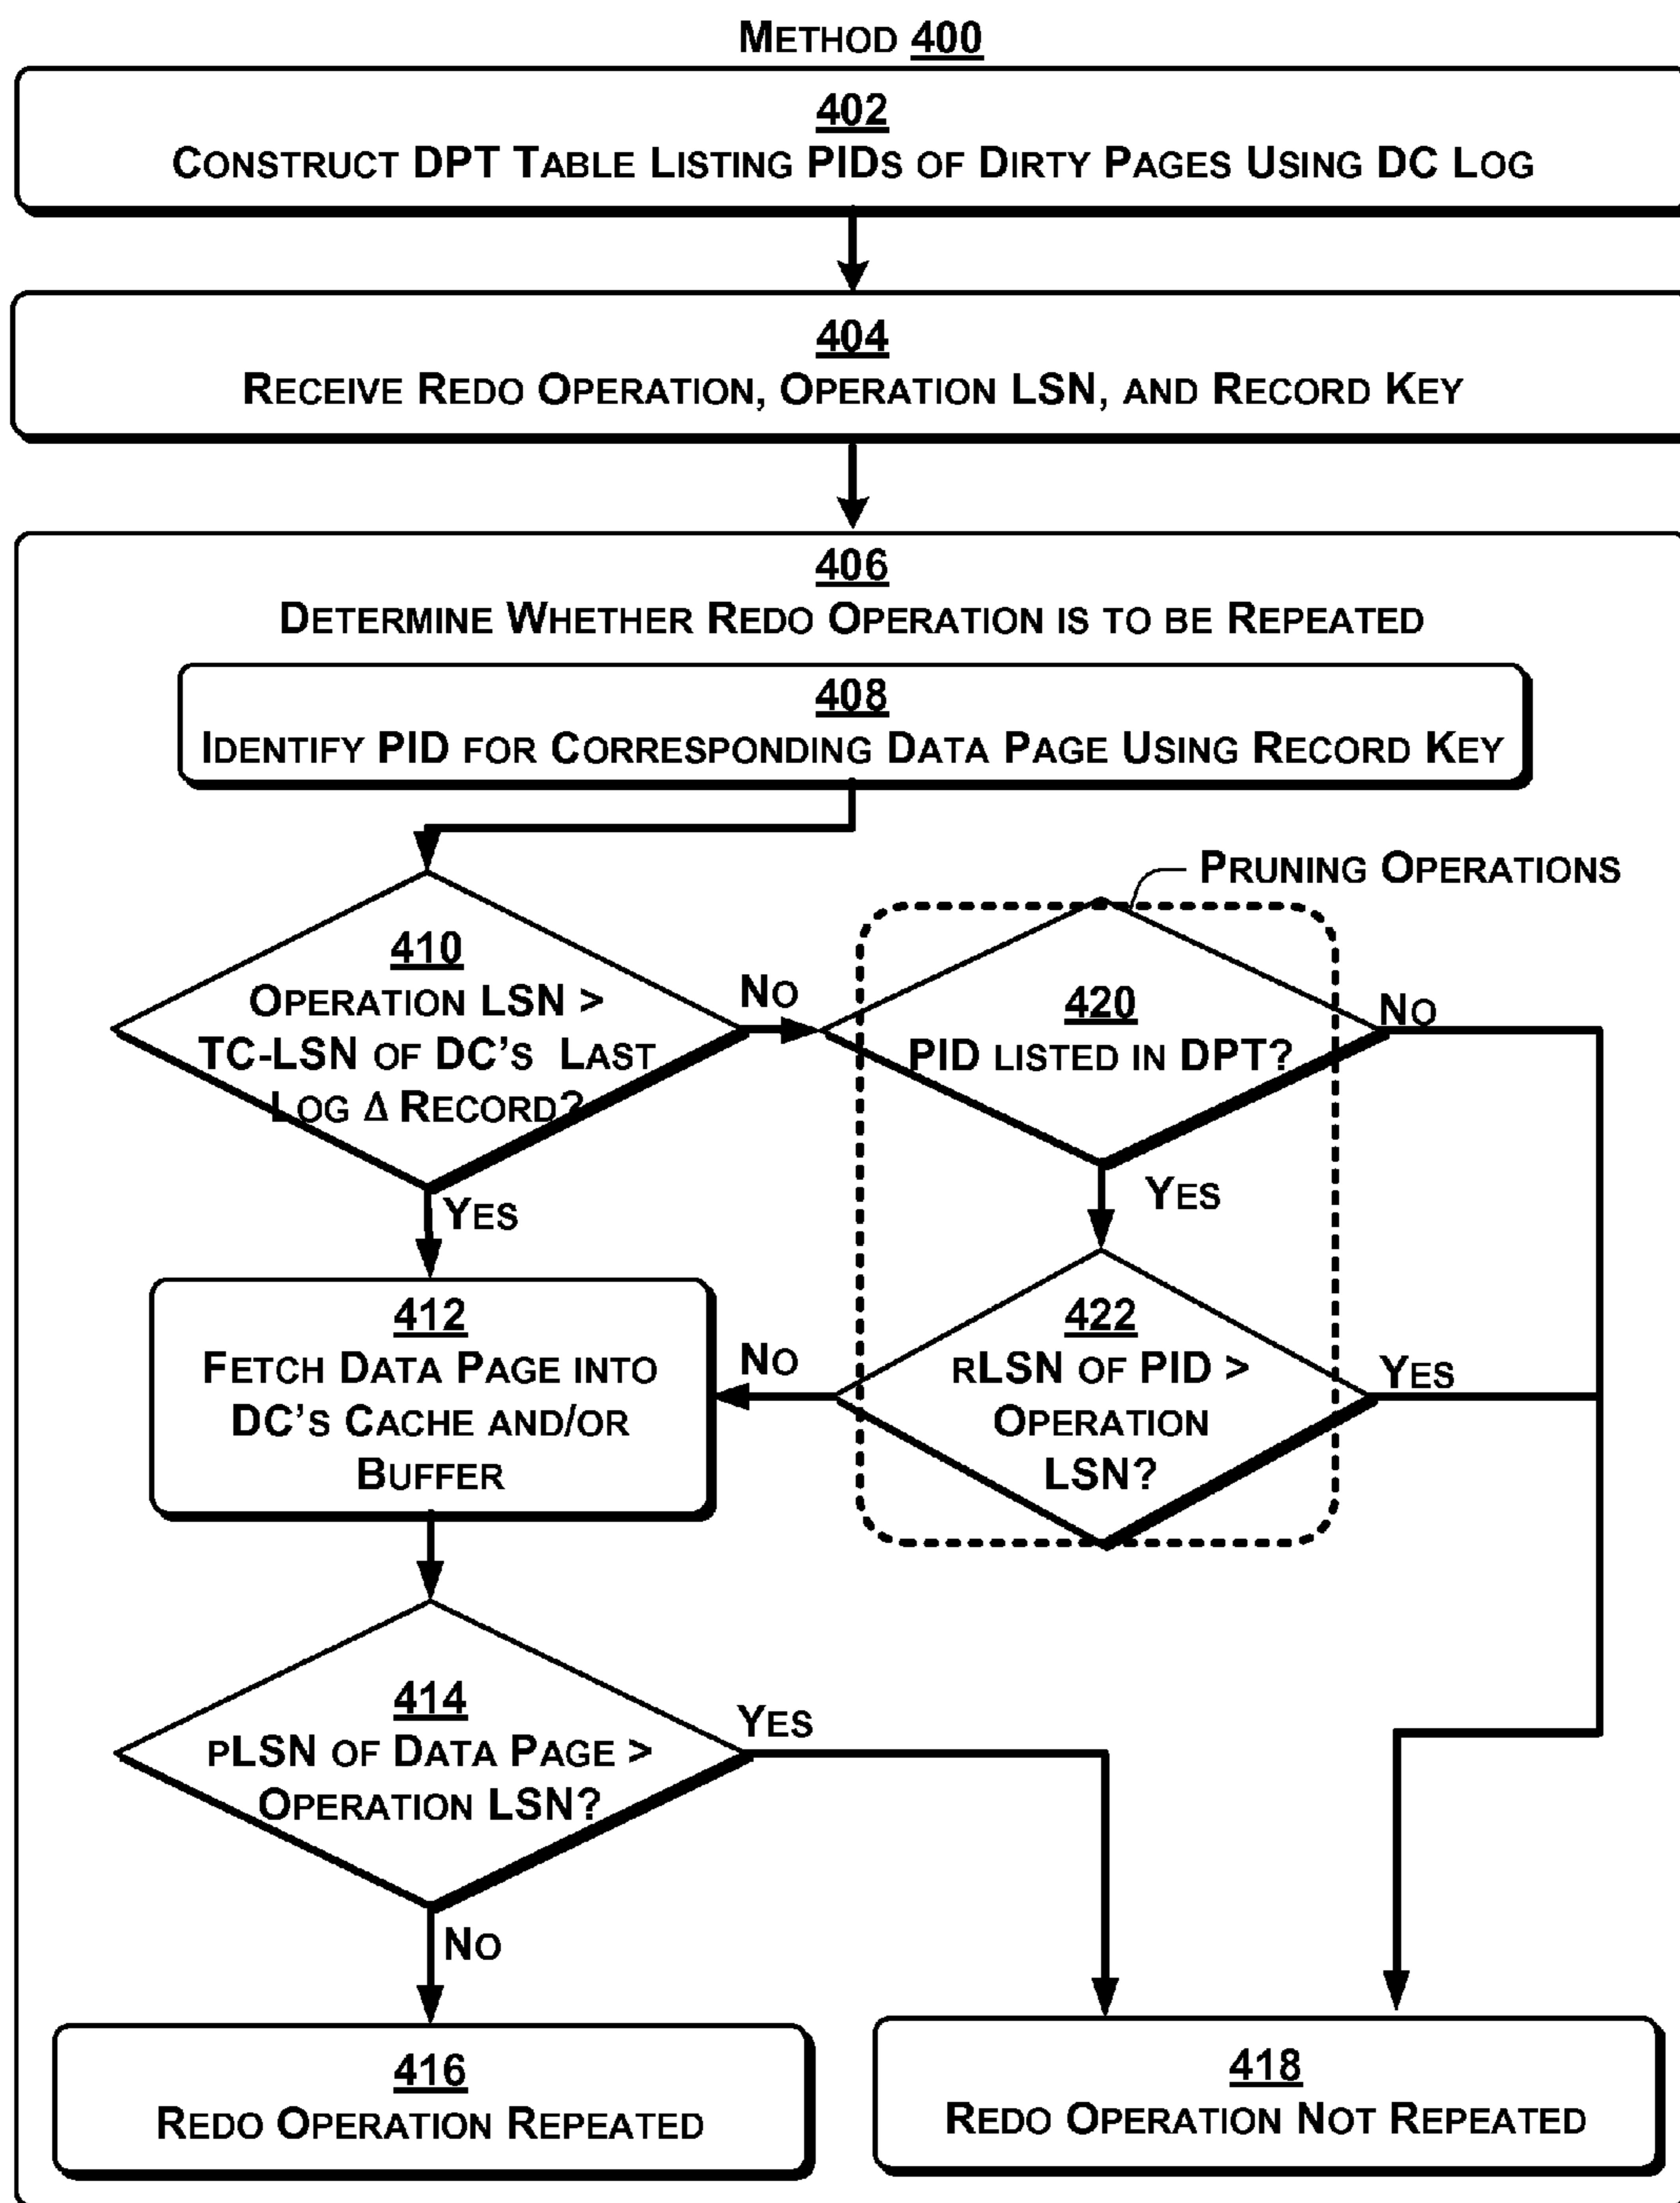 METHOD 400
402
CONSTRUCT DPT TABLE LISTING PIDS OF DIRTY PAGES USING DC LOG
404
RECEIVE REDO OPERATION, OPERATION LSN, AND RECORD KEY
406
DETERMINE WHETHER REDO OPERATION IS TO BE REPEATED
408
IDENTIFY PID FOR CORRESPONDING DATA PAGE USING RECORD KEY
PRUNING OPERATIONS
410
OPERATION LSN >
TC-LSN OF DC'S LAST
LOG Δ RECORD?
NO
420
PID LISTED IN DPT?
NO
YES
YES
412
FETCH DATA PAGE INTO
DC'S CACHE AND/OR
BUFFER
NO
422
RLSN OF PID >
OPERATION
LSN?
YES
414
PLSN OF DATA PAGE >
OPERATION LSN?
YES
NO
416
REDO OPERATION REPEATED
418
REDO OPERATION NOT REPEATED